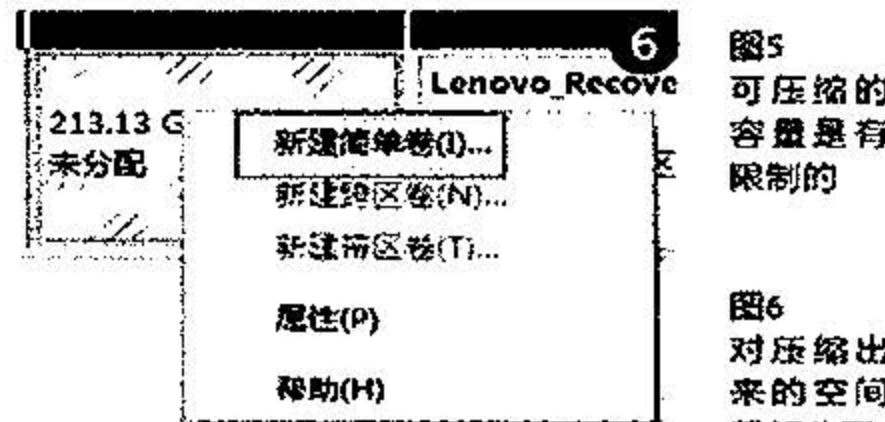 6
Lenovo_Recove
213.13 G
未分配
新建简单卷(I)...
新建跨区卷(N)...
新建带区卷(T)...
属性(P)
帮助(H)
图5
可压缩的
容量是有
限制的
图6
对压缩出
来的空间